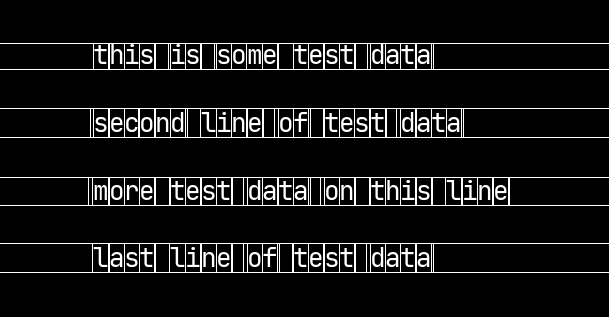 this is some test data
second line of test data
more test data on this line
last line of test data